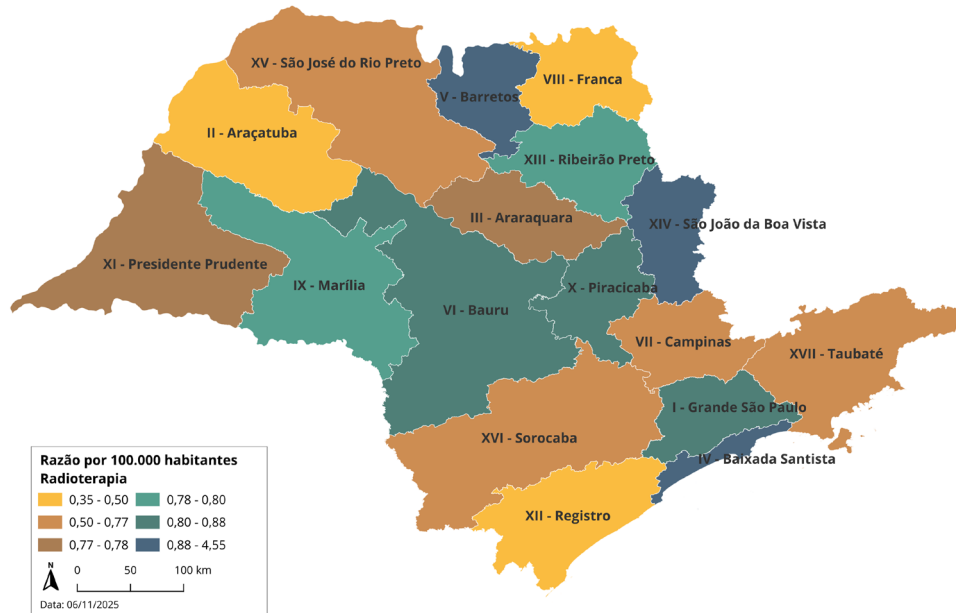 XV - São José do Rio Preto
VIII - Franca
V - Barretos
II - Araçatuba
XIII - Ribeirão Preto
III - Araraquara
XIV - São João da Boa Vista
XI - Presidente Prudente
IX - Marília
X - Piracicaba
VI - Bauru
VII - Campinas
XVII - Taubaté
I - Grande São Paulo
XVI - Sorocaba
IV - Baixada Santista
XII - Registro
Razão por 100.000 habitantes
Radioterapia
0,35 - 0,50
0,78 - 0,80
0,50 - 0,77
0,80 - 0,88
0,77 - 0,78
0,88 - 4,55
N
0 50 100 km
Data: 06/11/2025